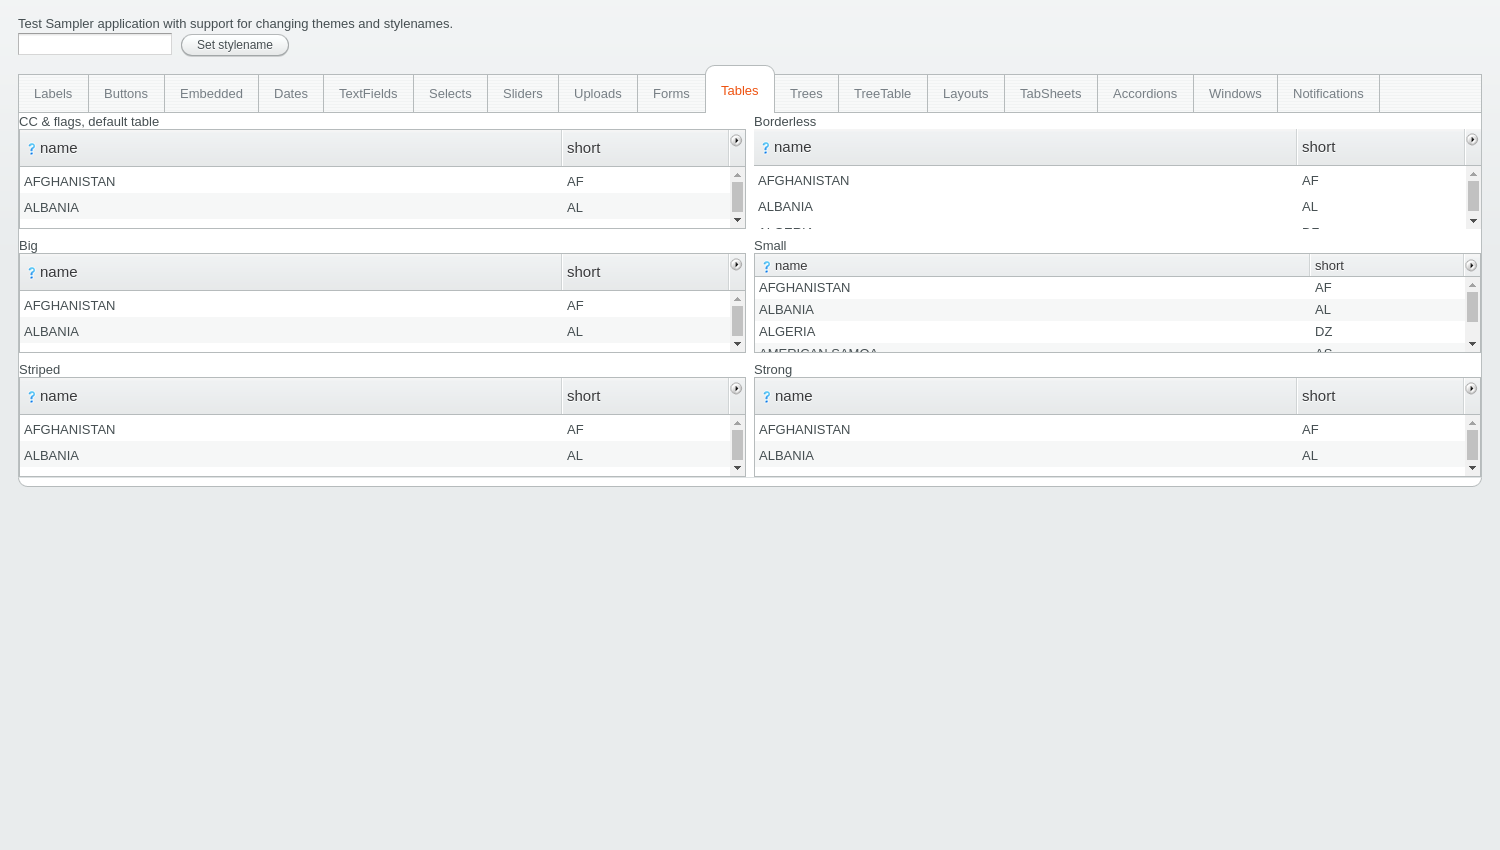 Test Sampler application with support for changing themes and stylenames.
Set stylename
Labels Buttons Embedded Dates TextFields Selects Sliders Uploads Forms Tables Trees TreeTable Layouts TabSheets Accordions Windows Notifications
CC & flags, default table
? name short
AFGHANISTAN AF
ALBANIA AL
Borderless
? name short
AFGHANISTAN AF
ALBANIA AL
ALGERIA DZ
Big
? name short
AFGHANISTAN AF
ALBANIA AL
Small
? name short
AFGHANISTAN AF
ALBANIA AL
ALGERIA DZ
AMERICAN SAMOA AS
Striped
? name short
AFGHANISTAN AF
ALBANIA AL
Strong
? name short
AFGHANISTAN AF
ALBANIA AL